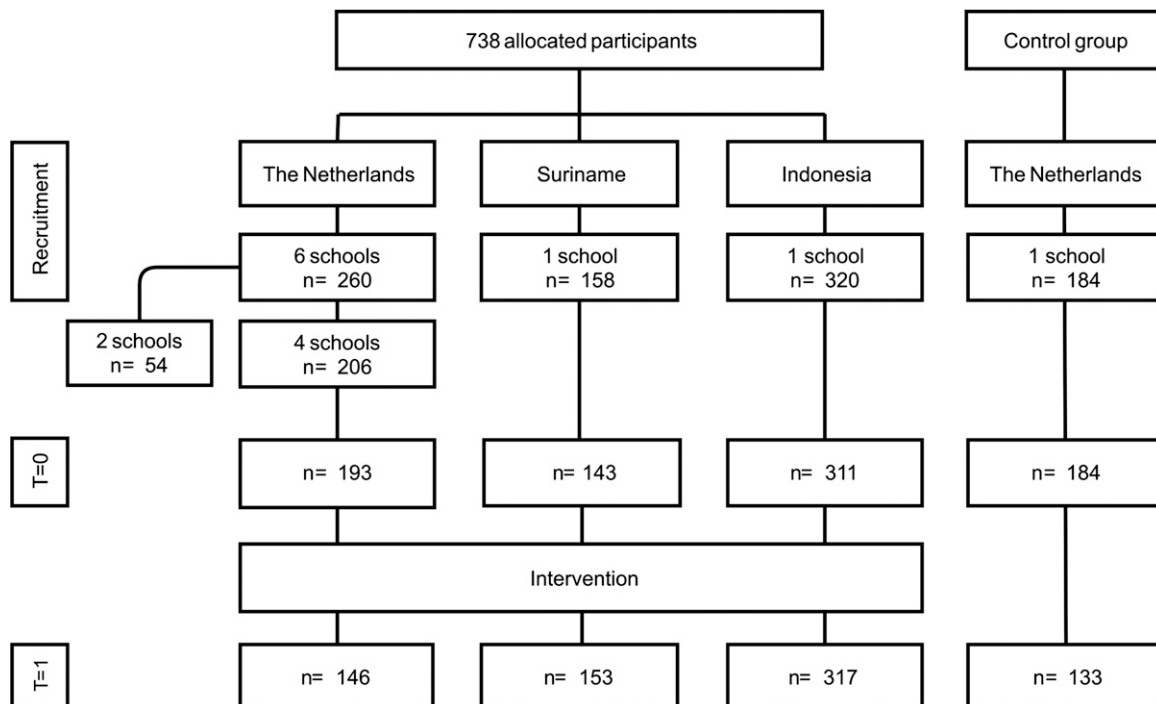 738 allocated participants
Control group
Recruitment
The Netherlands
Suriname
Indonesia
The Netherlands
6 schools
n= 260
1 school
n= 158
1 school
n= 320
1 school
n= 184
2 schools
n= 54
4 schools
n= 206
T=0
n= 193
n= 143
n= 311
n= 184
Intervention
T=1
n= 146
n= 153
n= 317
n= 133